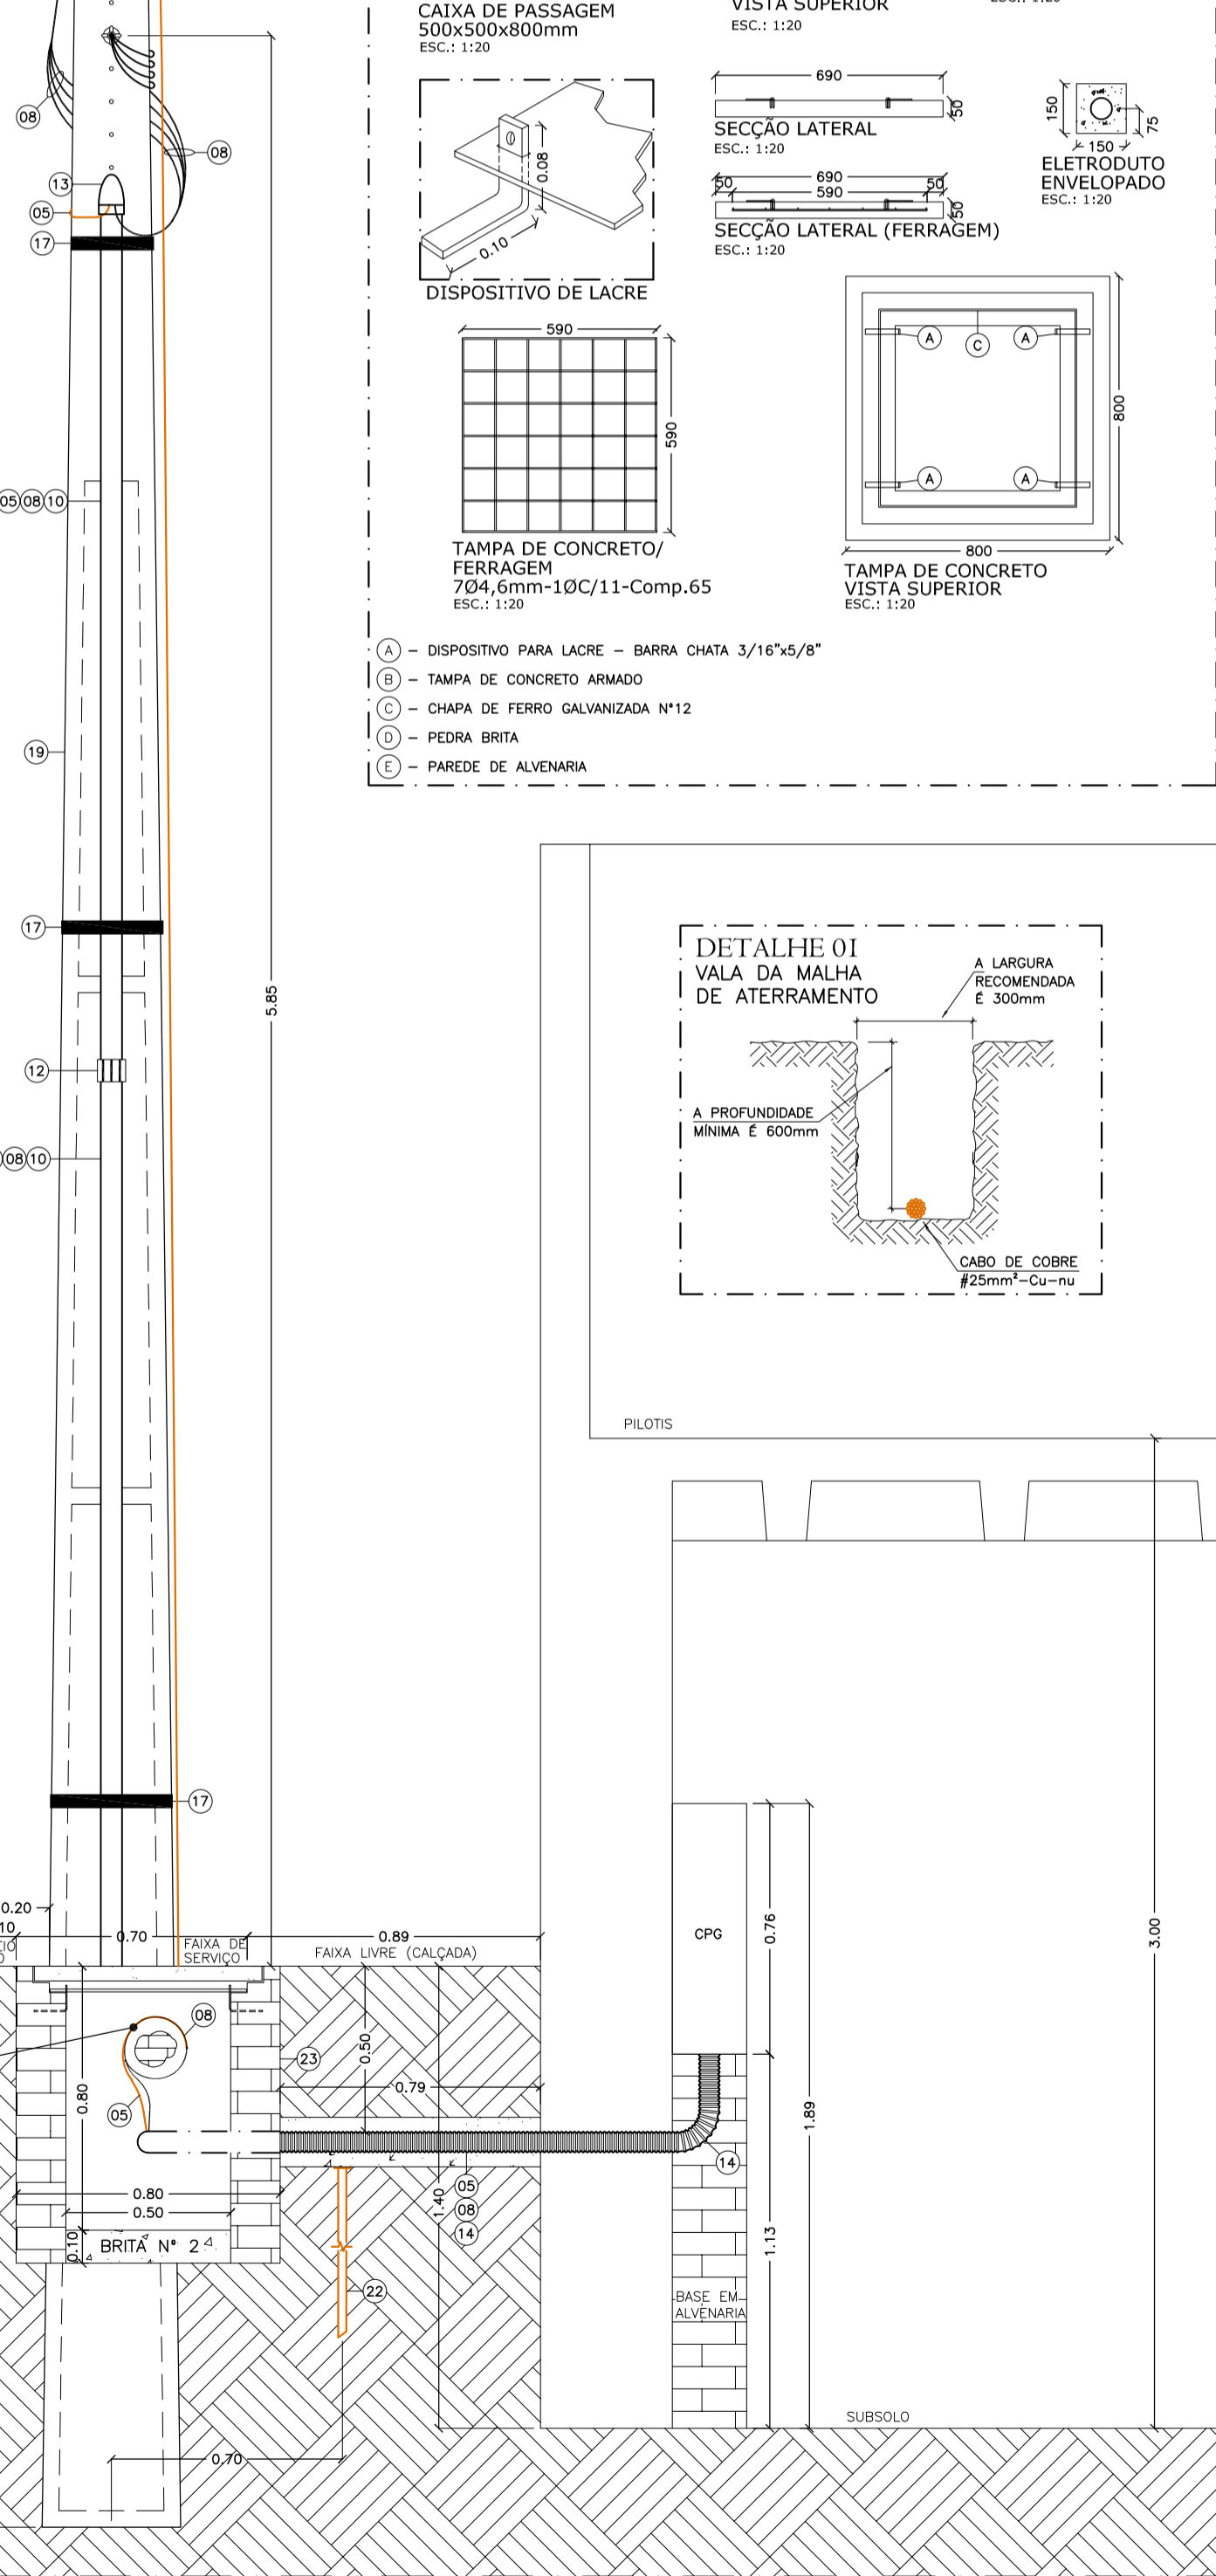 CAIXA DE PASSAGEM
500x500x800mm
ESC.: 1:20
VISTA SUPERIOR
ESC.: 1:20
690
50
SECÇÃO LATERAL
ESC.: 1:20
690
50
590
50
50
SECÇÃO LATERAL (FERRAGEM)
ESC.: 1:20
150
75
150
ELETRODUTO
ENVELOPADO
ESC.: 1:20
0.08
0.10
DISPOSITIVO DE LACRE
590
590
TAMPA DE CONCRETO/
FERRAGEM
7Ø4,6mm-1ØC/11-Comp.65
ESC.: 1:20
A
C
A
A
A
800
800
TAMPA DE CONCRETO
VISTA SUPERIOR
ESC.: 1:20
A – DISPOSITIVO PARA LACRE – BARRA CHATA 3/16"x5/8"
B – TAMPA DE CONCRETO ARMADO
C – CHAPA DE FERRO GALVANIZADA N°12
D – PEDRA BRITA
E – PAREDE DE ALVENARIA
08
08
13
05
17
05 08 10
19
17
5.85
12
08 10
17
DETALHE 01
VALA DA MALHA
DE ATERRAMENTO
A LARGURA
RECOMENDADA
É 300mm
A PROFUNDIDADE
MÍNIMA É 600mm
CABO DE COBRE
#25mm²-Cu-nu
PILOTIS
0.20
10
0.70
FAIXA DE
SERVIÇO
0.89
FAIXA LIVRE (CALÇADA)
CPG
0.76
3.00
08
23
0.50
0.79
0.80
05
1.89
14
05
08
14
1.40
0.80
0.50
0.10
BRITA N° 2
1.13
22
BASE EM
ALVENARIA
SUBSOLO
0.70